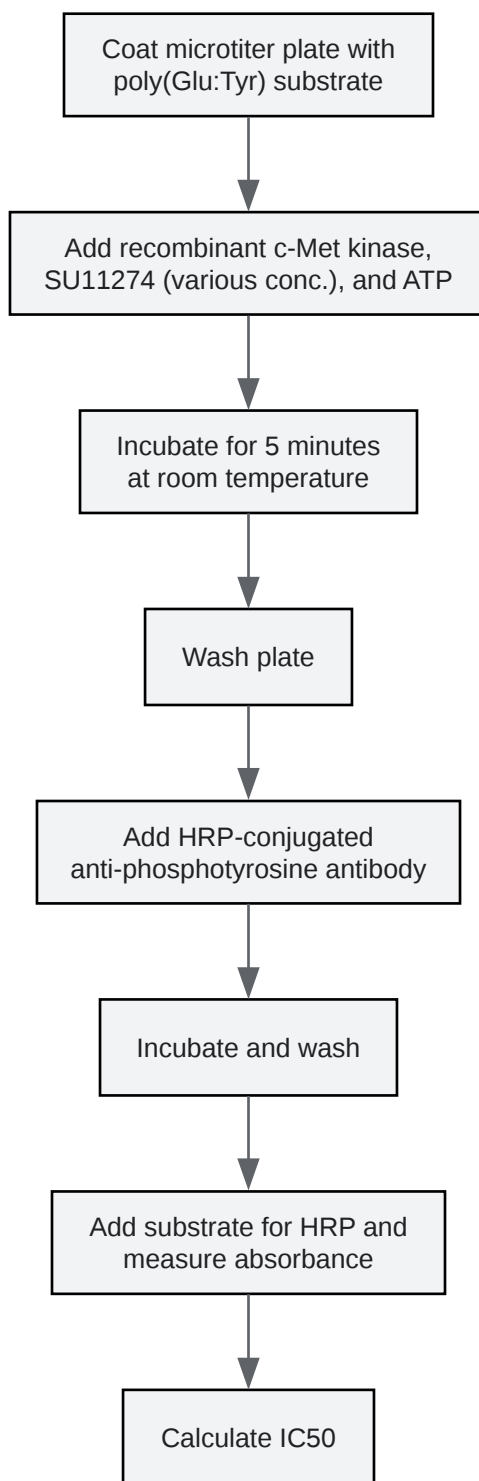 Coat microtiter plate with
poly(Glu:Tyr) substrate
Add recombinant c-Met kinase,
SU11274 (various conc.), and ATP
Incubate for 5 minutes
at room temperature
Wash plate
Add HRP-conjugated
anti-phosphotyrosine antibody
Incubate and wash
Add substrate for HRP and
measure absorbance
Calculate IC50